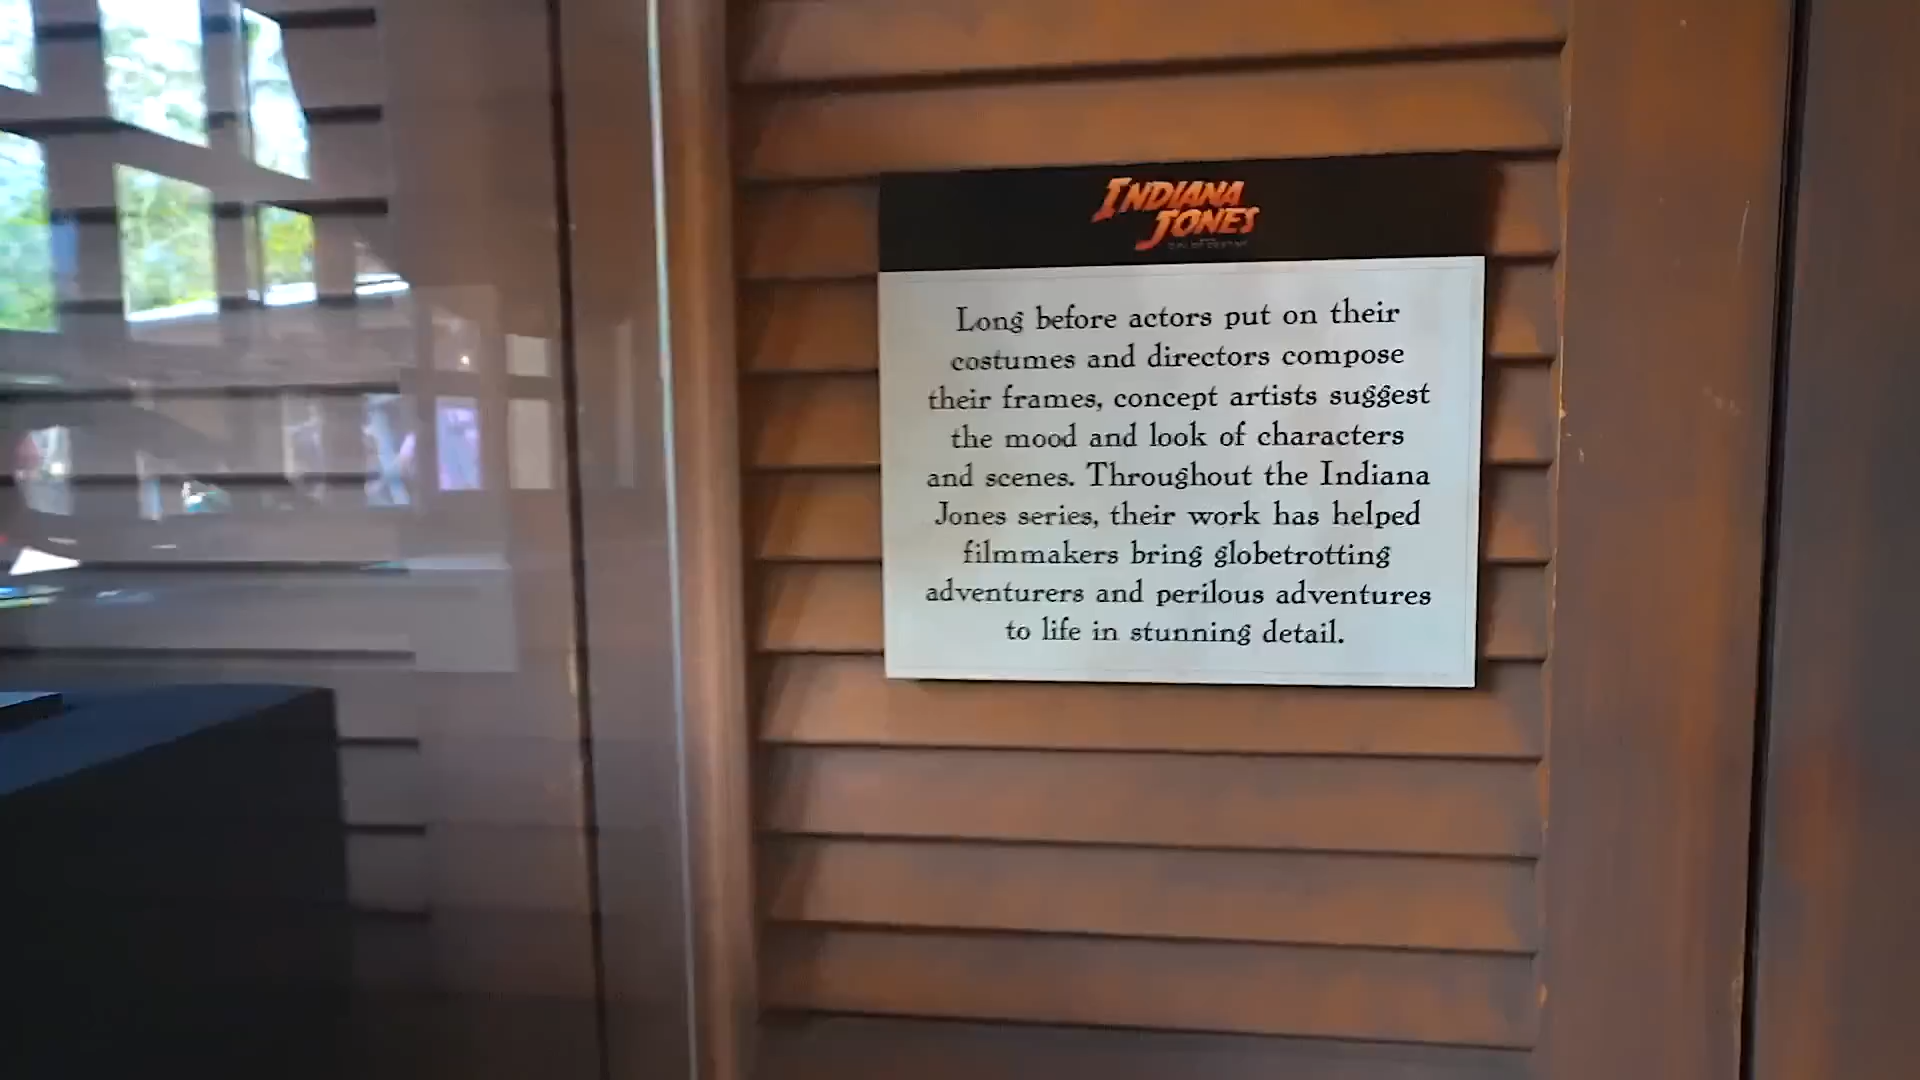 INDIANA
JONES
Long before actors put on their
costumes and directors compose
their frames, concept artists suggest
the mood and look of characters
and scenes. Throughout the Indiana
Jones series, their work has helped
filmmakers bring globetrotting
adventurers and perilous adventures
to life in stunning detail.